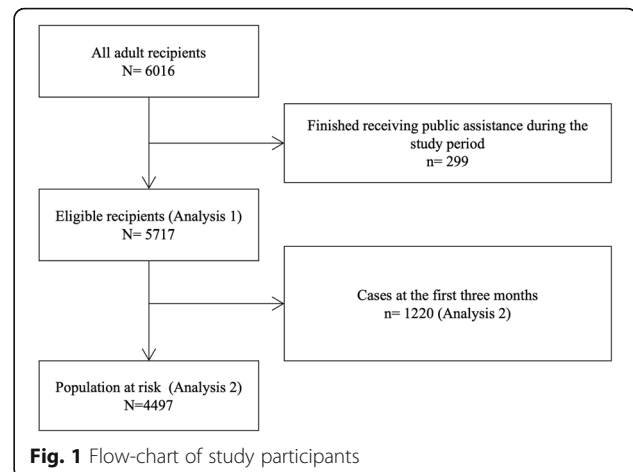 All adult recipients
N= 6016
Finished receiving public assistance during the
study period
n= 299
Eligible recipients (Analysis 1)
N= 5717
Cases at the first three months
n= 1220 (Analysis 2)
Population at risk (Analysis 2)
N=4497
Fig. 1 Flow-chart of study participants